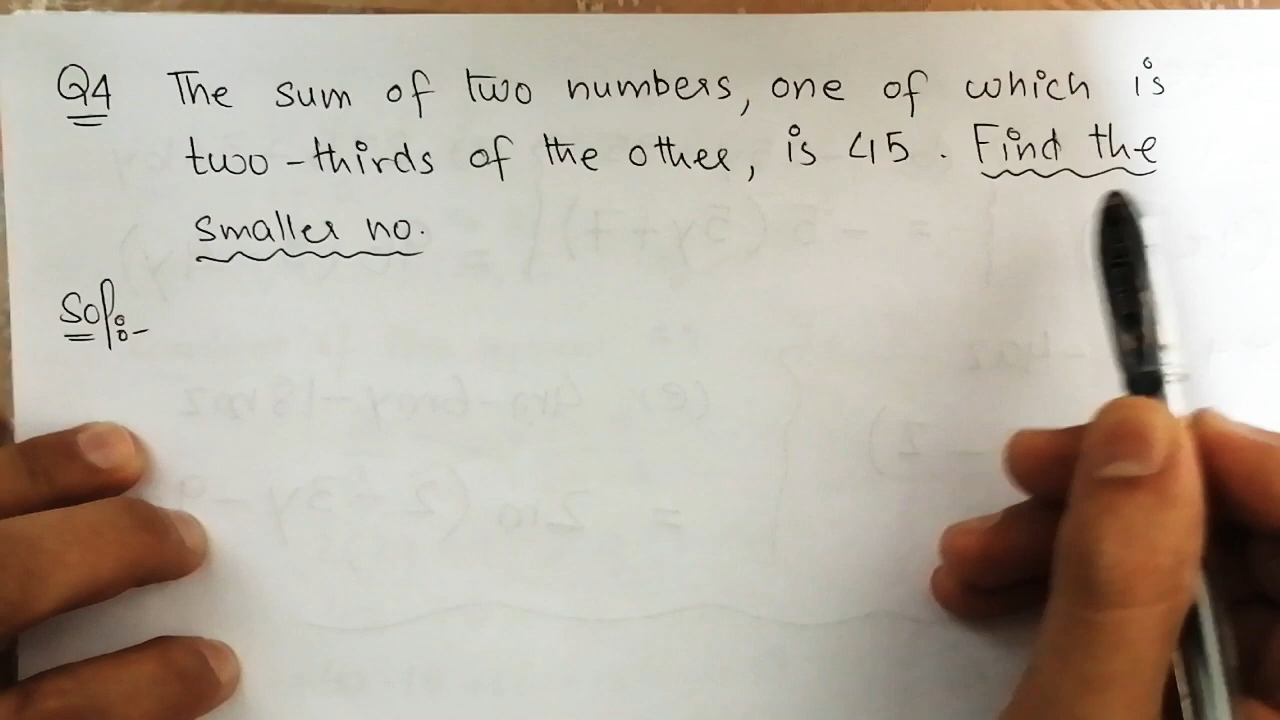 Q4 The sum of two numbers, one of which is
two-thirds of the other, is 45. Find the
smaller no.
Sol:-